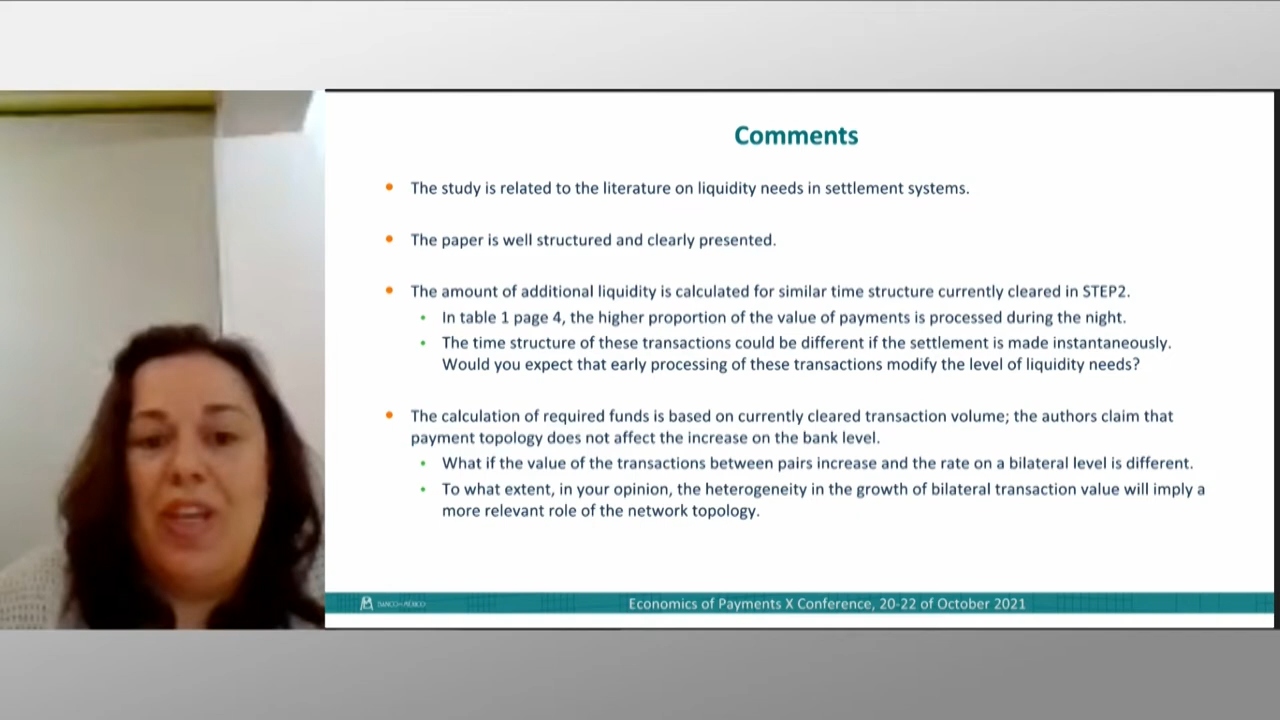 Comments
• The study is related to the literature on liquidity needs in settlement systems.
• The paper is well structured and clearly presented.
• The amount of additional liquidity is calculated for similar time structure currently cleared in STEP2.
• In table 1 page 4, the higher proportion of the value of payments is processed during the night.
• The time structure of these transactions could be different if the settlement is made instantaneously.
Would you expect that early processing of these transactions modify the level of liquidity needs?
• The calculation of required funds is based on currently cleared transaction volume; the authors claim that
payment topology does not affect the increase on the bank level.
• What if the value of the transactions between pairs increase and the rate on a bilateral level is different.
• To what extent, in your opinion, the heterogeneity in the growth of bilateral transaction value will imply a
more relevant role of the network topology.
BANCO DE MÉXICO
Economics of Payments X Conference, 20-22 of October 2021